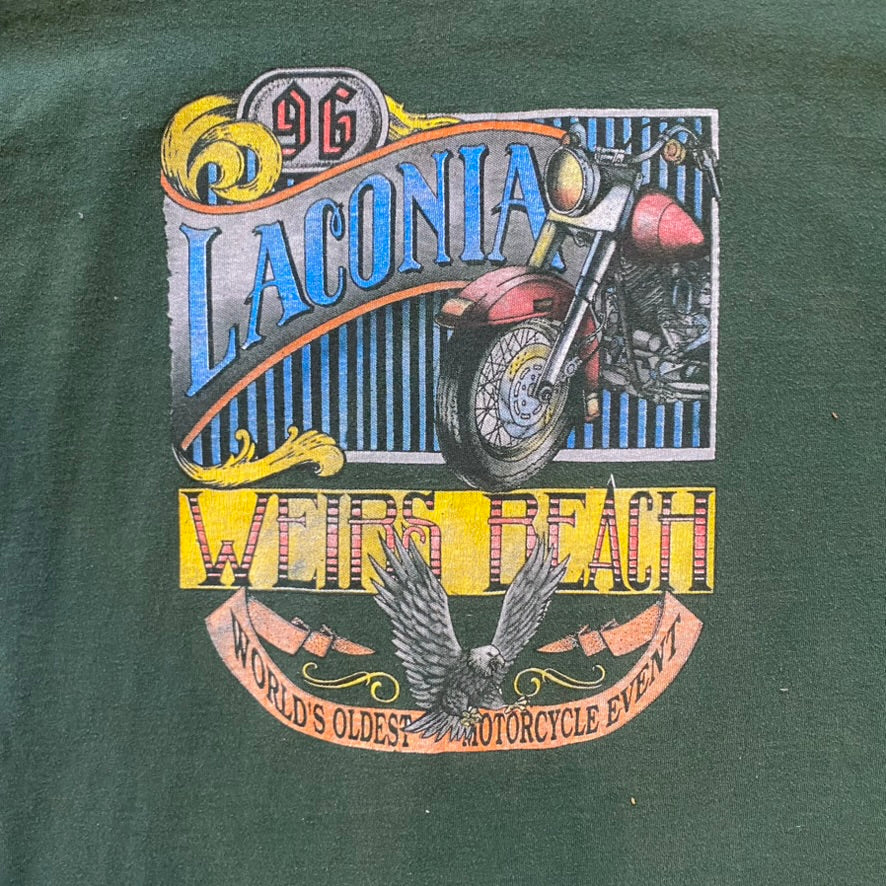 96
LACONIA
WEIRS BEACH
WORLD'S OLDEST MOTORCYCLE EVENT